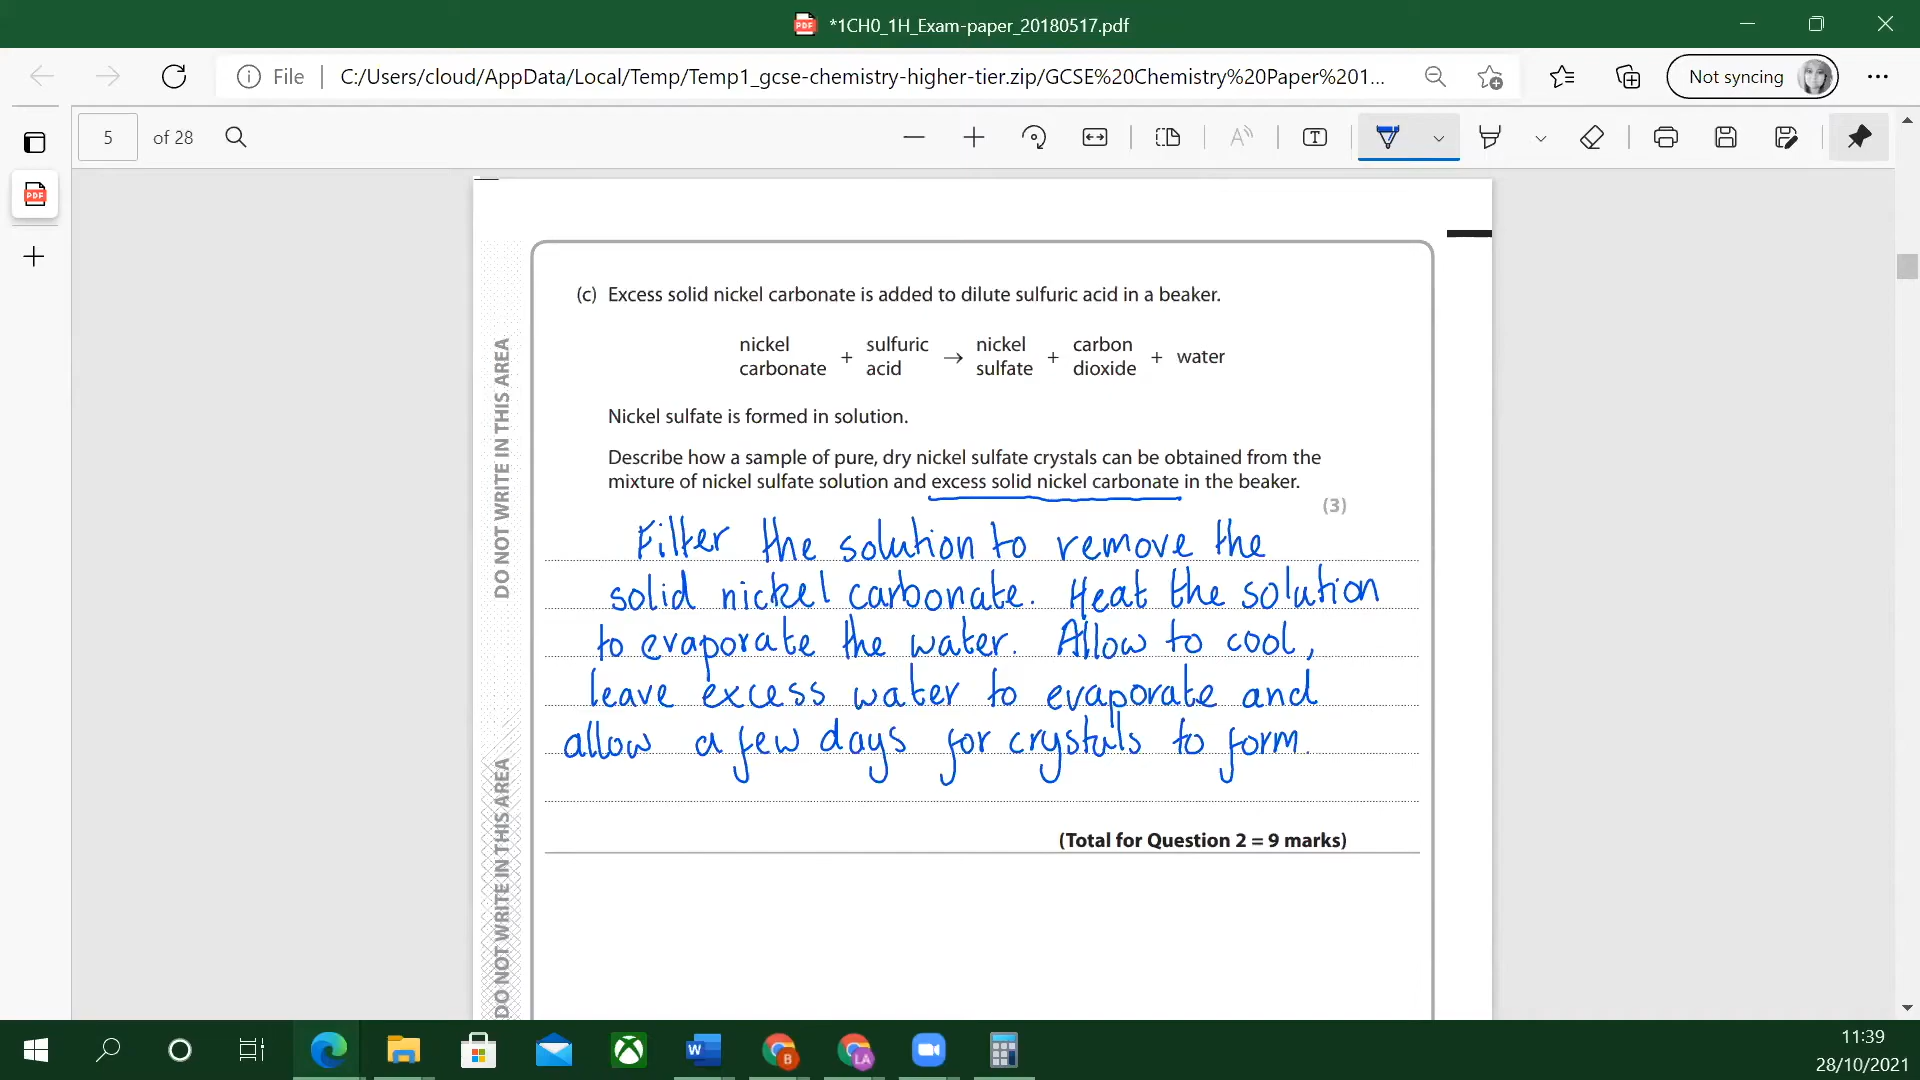 *1CH0_1H_Exam-paper_20180517.pdf
File
C:/Users/cloud/AppData/Local/Temp/Temp1_gcse-chemistry-higher-tier.zip/GCSE%20Chemistry%20Paper%201...
Not syncing
5 of 28
DO NOT WRITE IN THIS AREA
DO NOT WRITE IN THIS AREA
(c) Excess solid nickel carbonate is added to dilute sulfuric acid in a beaker.
nickel sulfuric nickel carbon
carbonate + acid → sulfate + dioxide + water
Nickel sulfate is formed in solution.
Describe how a sample of pure, dry nickel sulfate crystals can be obtained from the
mixture of nickel sulfate solution and excess solid nickel carbonate in the beaker.
(3)
Filter the solution to remove the
solid nickel carbonate. Heat the solution
to evaporate the water. Allow to cool,
leave excess water to evaporate and
allow a few days for crystals to form.
(Total for Question 2 = 9 marks)
11:39
28/10/2021